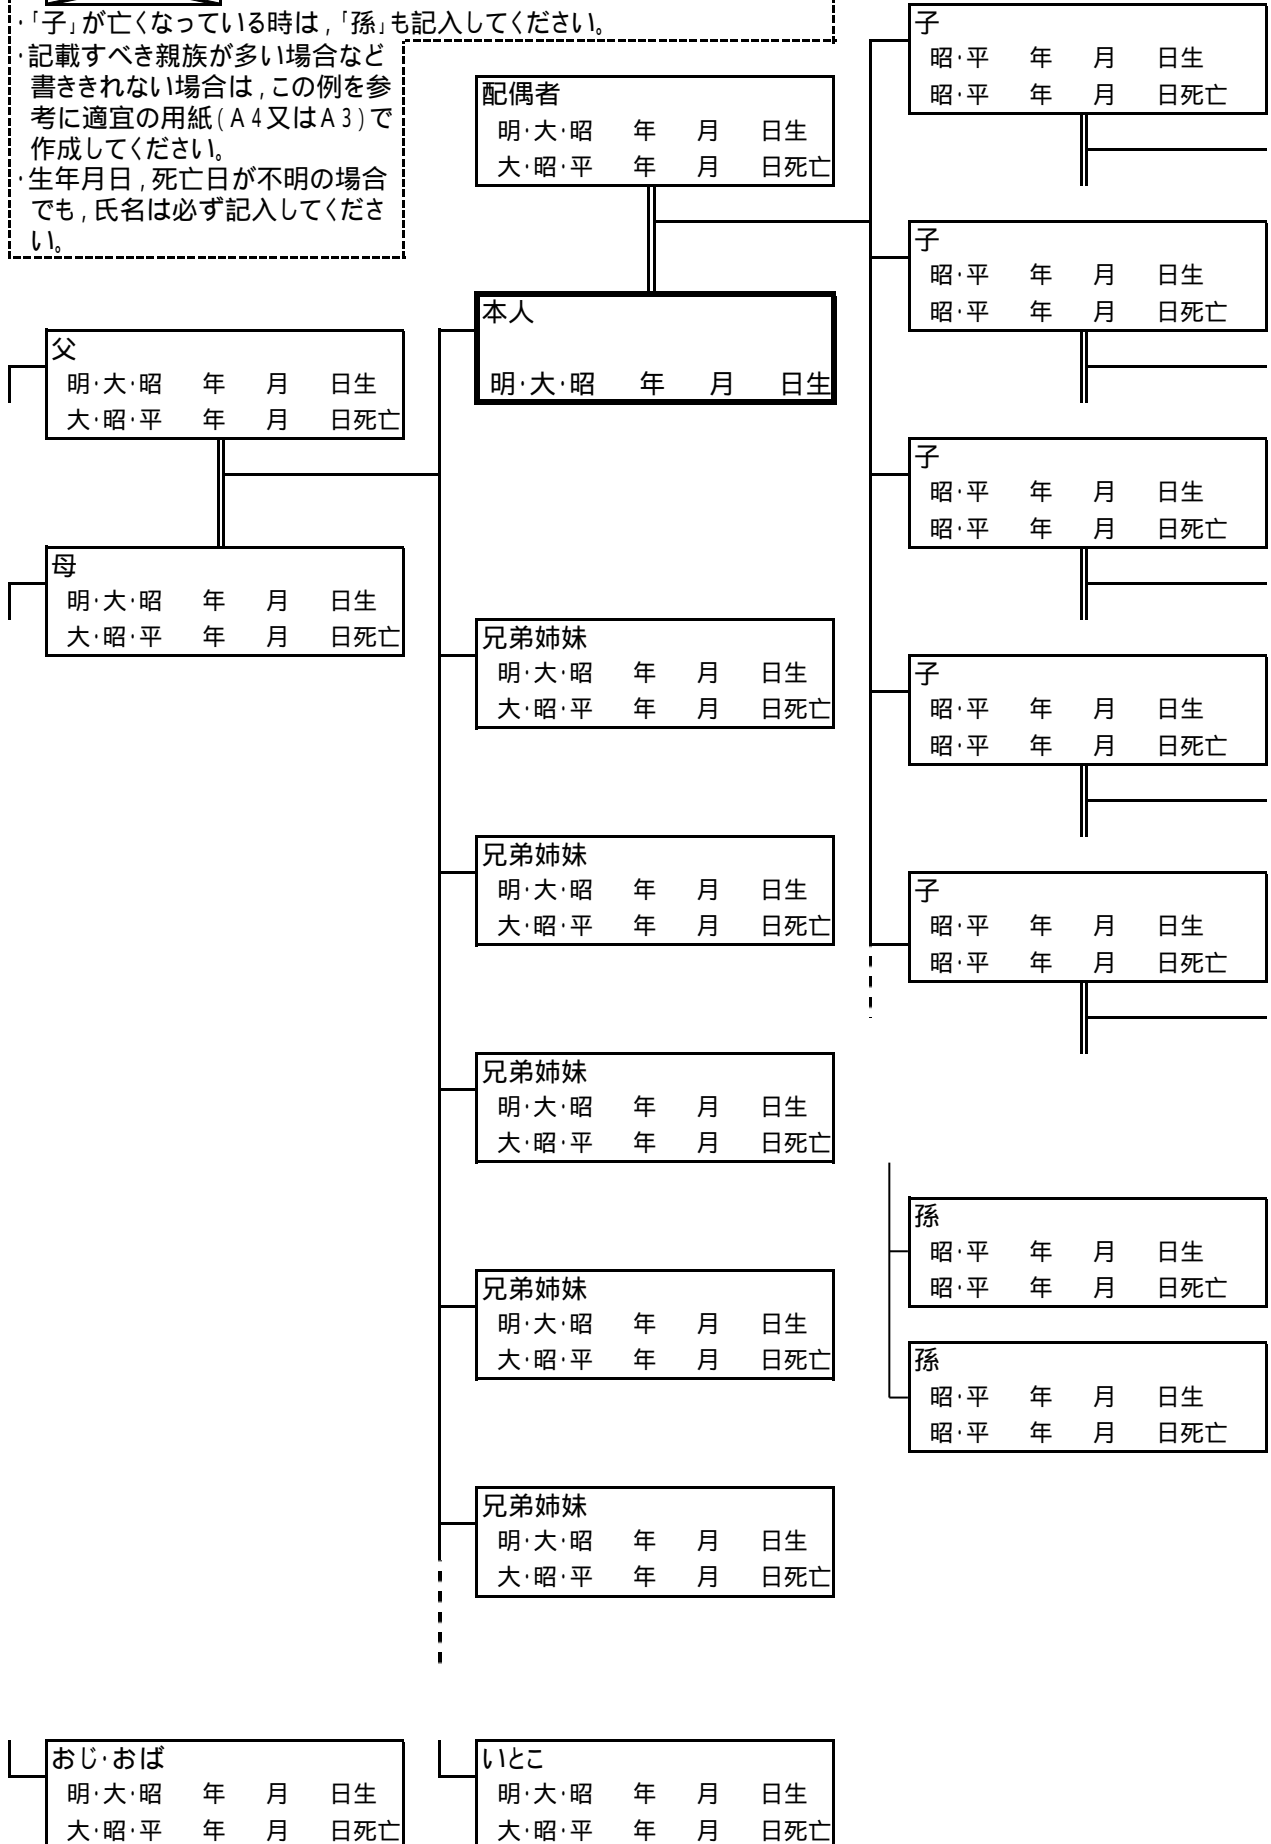 ・「子」が亡くなっている時は，「孫」も記入してください。
・記載すべき親族が多い場合など
書ききれない場合は，この例を参
考に適宜の用紙(A4又はA3)で
作成してください。
・生年月日，死亡日が不明の場合
でも，氏名は必ず記入してくださ
い。
配偶者
明・大・昭 年 月 日生
大・昭・平 年 月 日死亡
本人
明・大・昭 年 月 日生
父
明・大・昭 年 月 日生
大・昭・平 年 月 日死亡
母
明・大・昭 年 月 日生
大・昭・平 年 月 日死亡
兄弟姉妹
明・大・昭 年 月 日生
大・昭・平 年 月 日死亡
兄弟姉妹
明・大・昭 年 月 日生
大・昭・平 年 月 日死亡
兄弟姉妹
明・大・昭 年 月 日生
大・昭・平 年 月 日死亡
兄弟姉妹
明・大・昭 年 月 日生
大・昭・平 年 月 日死亡
兄弟姉妹
明・大・昭 年 月 日生
大・昭・平 年 月 日死亡
子
昭・平 年 月 日生
昭・平 年 月 日死亡
子
昭・平 年 月 日生
昭・平 年 月 日死亡
子
昭・平 年 月 日生
昭・平 年 月 日死亡
子
昭・平 年 月 日生
昭・平 年 月 日死亡
子
昭・平 年 月 日生
昭・平 年 月 日死亡
孫
昭・平 年 月 日生
昭・平 年 月 日死亡
孫
昭・平 年 月 日生
昭・平 年 月 日死亡
おじ・おば
明・大・昭 年 月 日生
大・昭・平 年 月 日死亡
いとこ
明・大・昭 年 月 日生
大・昭・平 年 月 日死亡